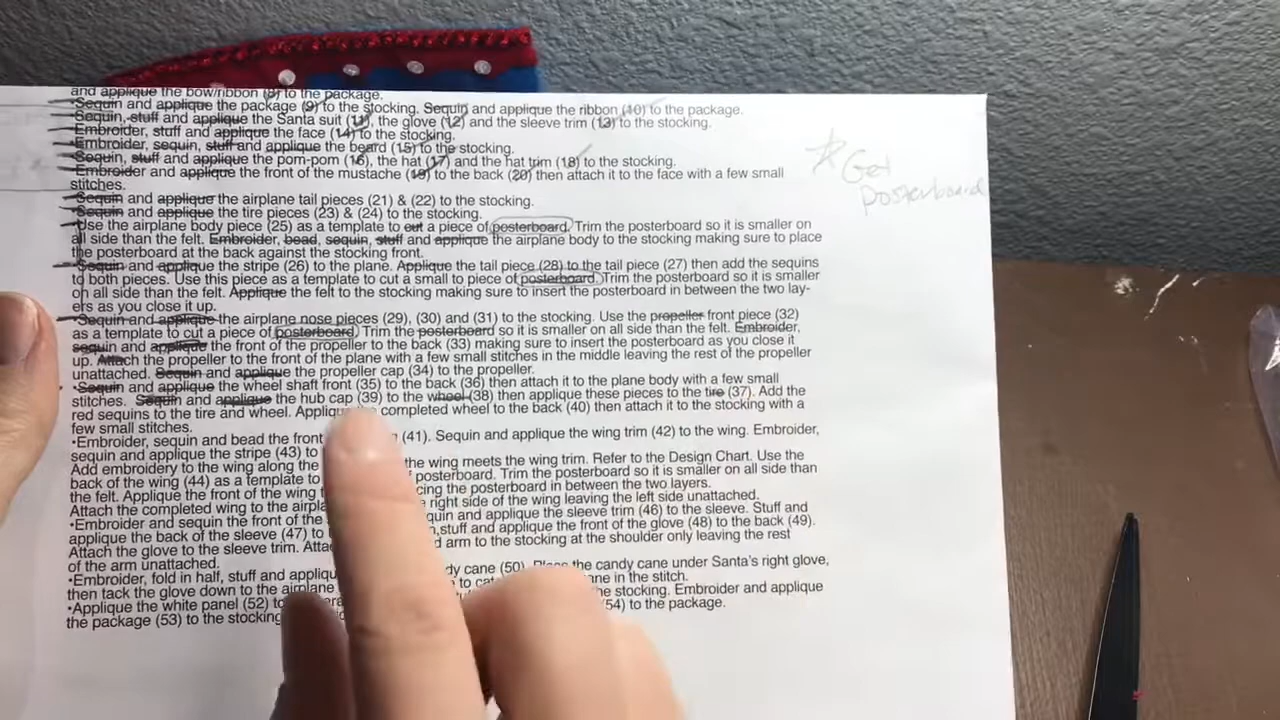 and applique the bow/ribbon (8) to the package.
•Sequin and applique the package (9) to the stocking. Sequin and applique the ribbon (10) to the package.
•Sequin, stuff and applique the Santa suit (11), the glove (12) and the sleeve trim (13) to the stocking.
•Embroider, stuff and applique the face (14) to the stocking.
•Embroider, sequin, stuff and applique the beard (15) to the stocking.
•Sequin, stuff and applique the pom-pom (16), the hat (17) and the hat trim (18) to the stocking.
•Embroider and applique the front of the mustache (19) to the back (20) then attach it to the face with a few small
stitches.
•Sequin and applique the airplane tail pieces (21) & (22) to the stocking.
•Sequin and applique the tire pieces (23) & (24) to the stocking.
•Use the airplane body piece (25) as a template to cut a piece of posterboard. Trim the posterboard so it is smaller on
all side than the felt. Embroider, bead, sequin, stuff and applique the airplane body to the stocking making sure to place
the posterboard at the back against the stocking front.
•Sequin and applique the stripe (26) to the plane. Applique the tail piece (28) to the tail piece (27) then add the sequins
to both pieces. Use this piece as a template to cut a small to piece of posterboard. Trim the posterboard so it is smaller
on all side than the felt. Applique the felt to the stocking making sure to insert the posterboard in between the two lay-
ers as you close it up.
•Sequin and applique the airplane nose pieces (29), (30) and (31) to the stocking. Use the propeller front piece (32)
as a template to cut a piece of posterboard. Trim the posterboard so it is smaller on all side than the felt. Embroider,
sequin and applique the front of the propeller to the back (33) making sure to insert the posterboard as you close it
up. Attach the propeller to the front of the plane with a few small stitches in the middle leaving the rest of the propeller
unattached. Sequin and applique the propeller cap (34) to the propeller.
•Sequin and applique the wheel shaft front (35) to the back (36) then attach it to the plane body with a few small
stitches. Sequin and applique the hub cap (39) to the wheel (38) then applique these pieces to the tire (37). Add the
red sequins to the tire and wheel. Applique completed wheel to the back (40) then attach it to the stocking with a
few small stitches.
•Embroider, sequin and bead the front (41). Sequin and applique the wing trim (42) to the wing. Embroider,
sequin and applique the stripe (43) to
Add embroidery to the wing along the the wing meets the wing trim. Refer to the Design Chart. Use the
back of the wing (44) as a template to posterboard. Trim the posterboard so it is smaller on all side than
the felt. Applique the front of the wing the posterboard in between the two layers.
Attach the completed wing to the right side of the wing leaving the left side unattached.
•Embroider and sequin the front of the and applique the sleeve trim (46) to the sleeve. Stuff and
applique the back of the sleeve (47) to stuff and applique the front of the glove (48) to the back (49).
Attach the glove to the sleeve trim. arm to the stocking at the shoulder only leaving the rest
of the arm unattached.
•Embroider, fold in half, stuff and cane (50). the candy cane under Santa's right glove,
then tack the glove down to the airplane in the stitch.
•Applique the white panel (52) to stocking. Embroider and applique
the package (53) to the stocking (54) to the package.
Get
posterboard